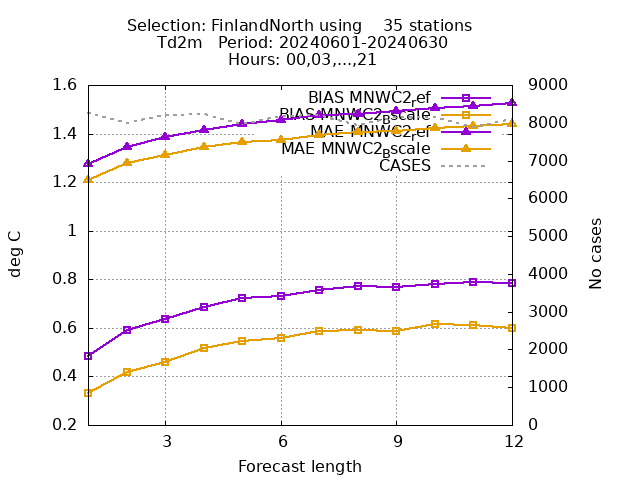 Selection: FinlandNorth using 35 stations
Td2m Period: 20240601-20240630
Hours: 00,03,...,21
BIAS MNWC2_ref
BIAS MNWC2_Bscale
MAE MNWC2_ref
MAE MNWC2_Bscale
CASES
deg C
1.6
1.4
1.2
1
0.8
0.6
0.4
0.2
9000
8000
7000
6000
5000
4000
3000
2000
1000
0
No cases
3 6 9 12
Forecast length